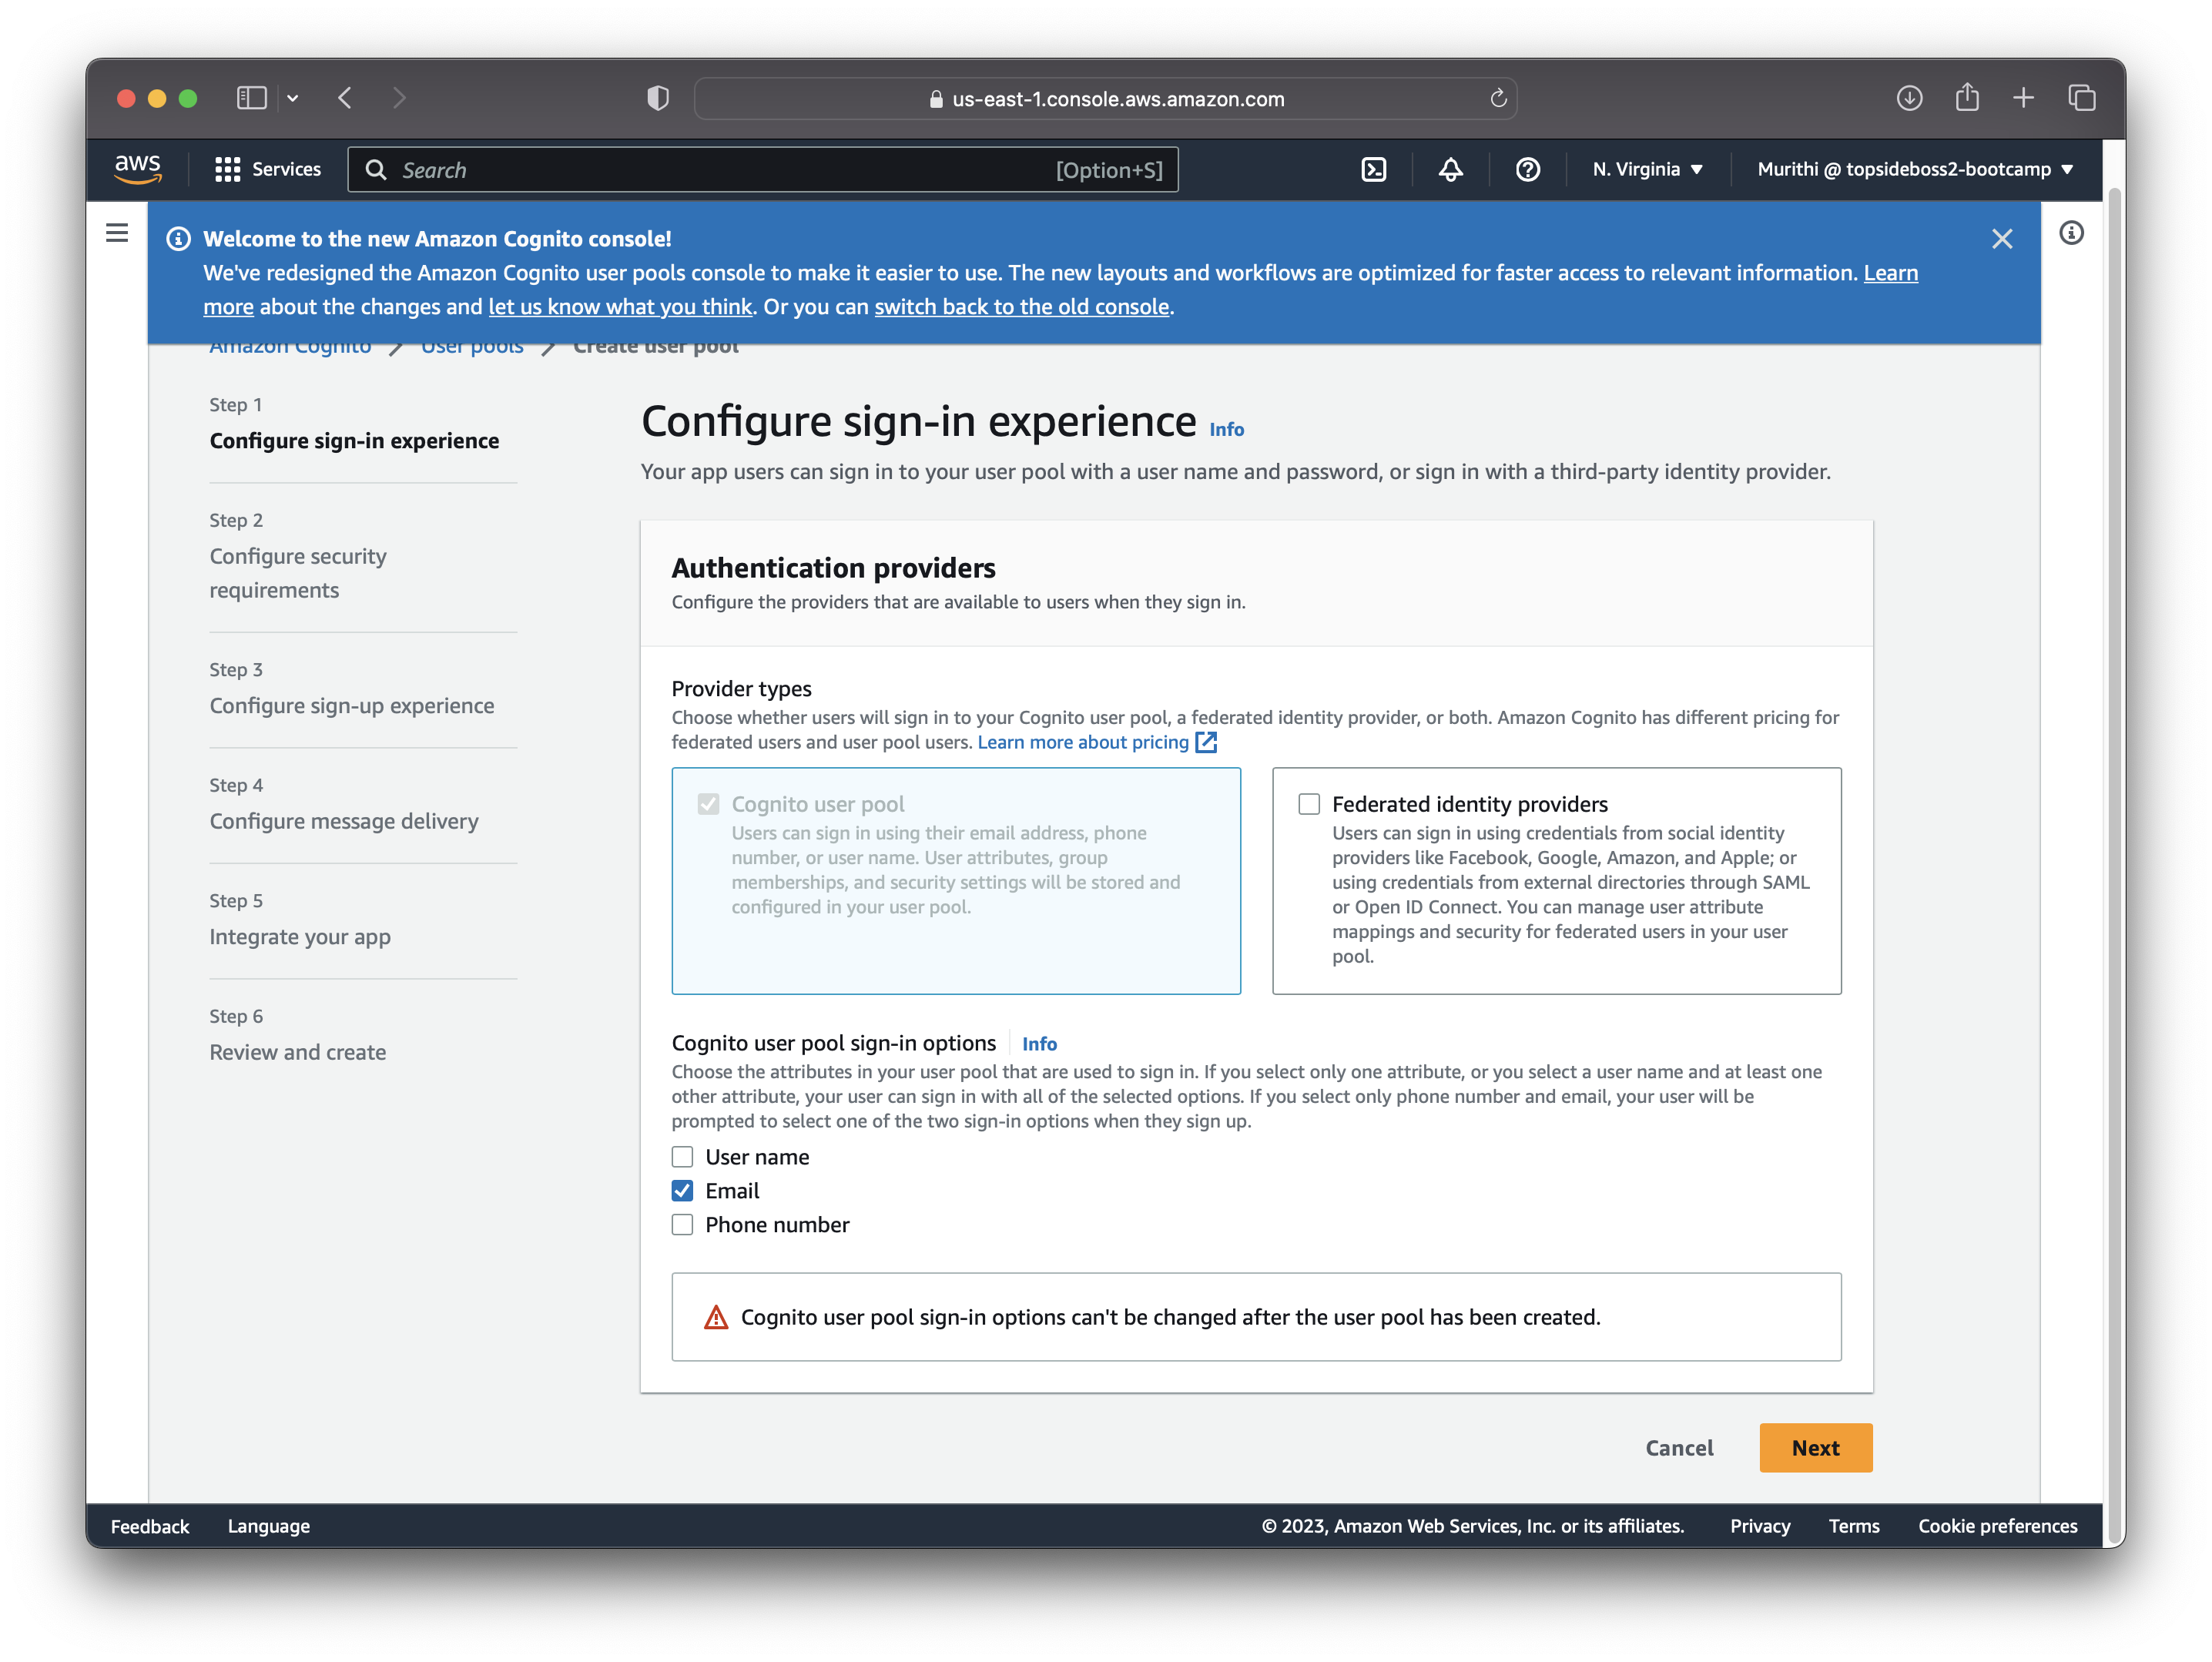 us-east-1.console.aws.amazon.com
aws
Services
Search
[Option+S]
N. Virginia
Murithi @ topsideboss2-bootcamp
Welcome to the new Amazon Cognito console!
We've redesigned the Amazon Cognito user pools console to make it easier to use. The new layouts and workflows are optimized for faster access to relevant information. Learn
more about the changes and let us know what you think. Or you can switch back to the old console.
Amazon Cognito
User pools
Create user pool
Step 1
Configure sign-in experience
Step 2
Configure security
requirements
Step 3
Configure sign-up experience
Step 4
Configure message delivery
Step 5
Integrate your app
Step 6
Review and create
Configure sign-in experience Info
Your app users can sign in to your user pool with a user name and password, or sign in with a third-party identity provider.
Authentication providers
Configure the providers that are available to users when they sign in.
Provider types
Choose whether users will sign in to your Cognito user pool, a federated identity provider, or both. Amazon Cognito has different pricing for
federated users and user pool users. Learn more about pricing
Cognito user pool
Users can sign in using their email address, phone
number, or user name. User attributes, group
memberships, and security settings will be stored and
configured in your user pool.
Federated identity providers
Users can sign in using credentials from social identity
providers like Facebook, Google, Amazon, and Apple; or
using credentials from external directories through SAML
or Open ID Connect. You can manage user attribute
mappings and security for federated users in your user
pool.
Cognito user pool sign-in options Info
Choose the attributes in your user pool that are used to sign in. If you select only one attribute, or you select a user name and at least one
other attribute, your user can sign in with all of the selected options. If you select only phone number and email, your user will be
prompted to select one of the two sign-in options when they sign up.
User name
Email
Phone number
Cognito user pool sign-in options can't be changed after the user pool has been created.
Cancel
Next
Feedback
Language
© 2023, Amazon Web Services, Inc. or its affiliates.
Privacy
Terms
Cookie preferences